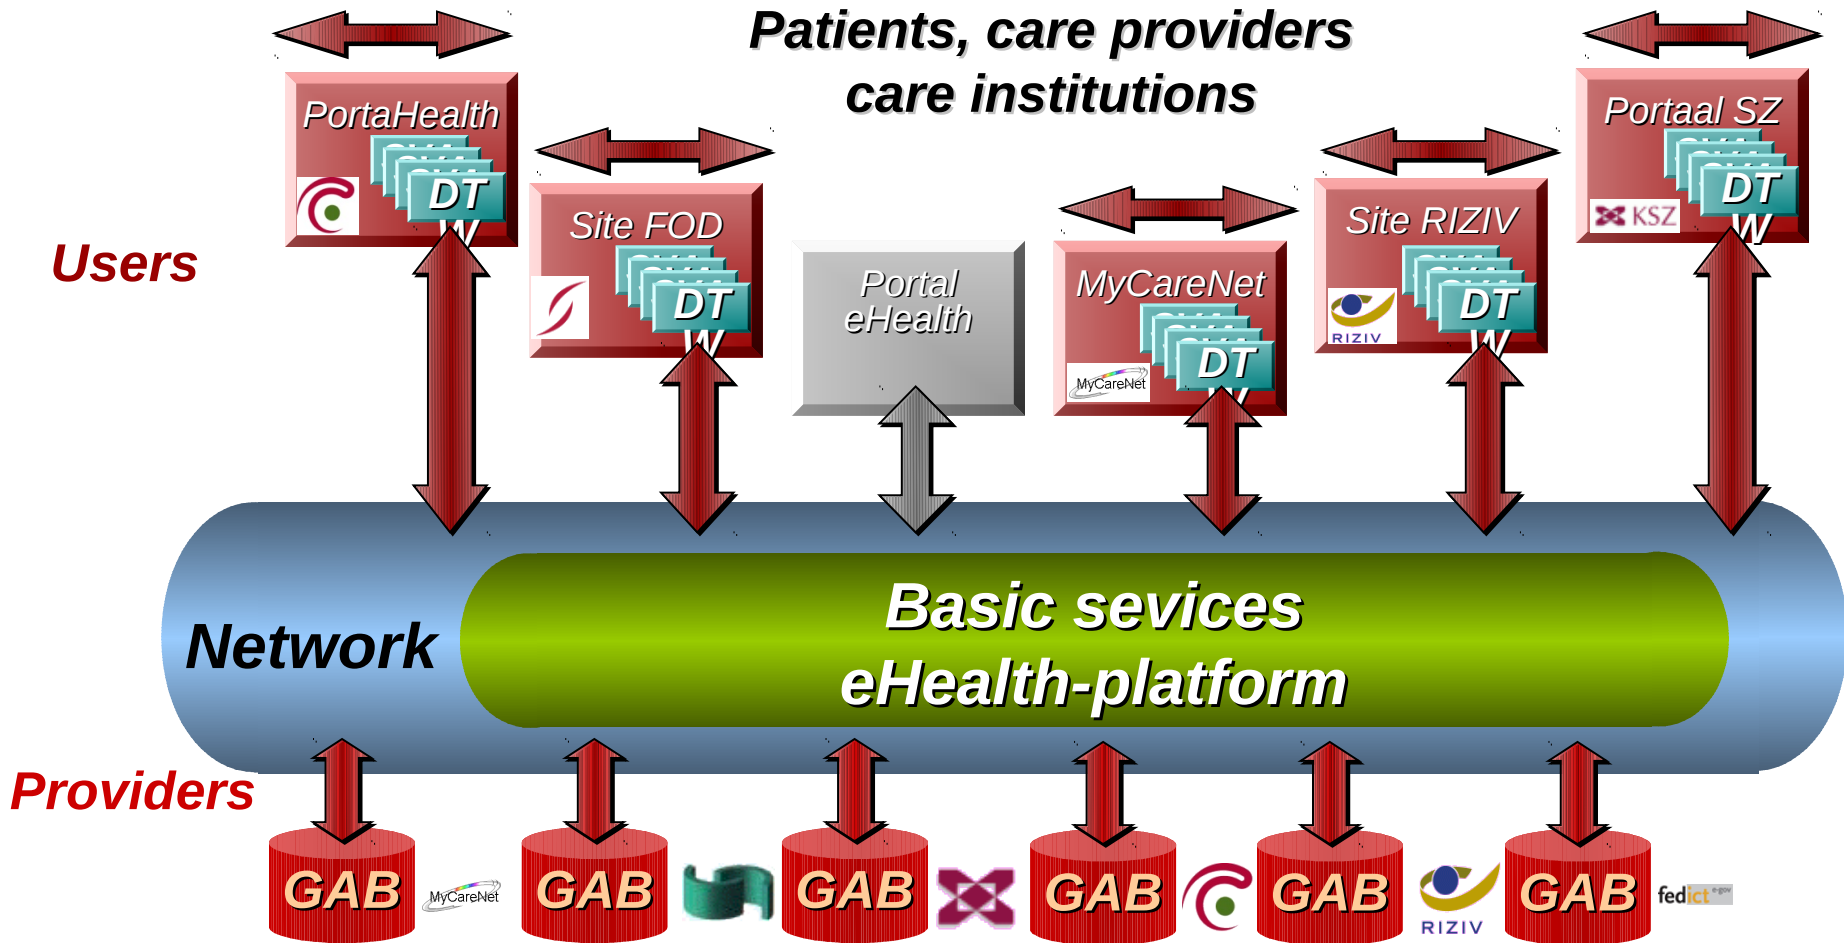 Patients, care providers
care institutions
PortaHealth
DT
W
Site FOD
DT
W
Portal
eHealth
MyCareNet
MyCareNet
DT
W
Site RIZIV
RIZIV
DT
W
Portaal SZ
KSZ
DT
W
Users
Network
Basic sevices
eHealth-platform
Providers
GAB
MyCareNet
GAB
GAB
GAB
GAB
RIZIV
GAB
fedict e-gov